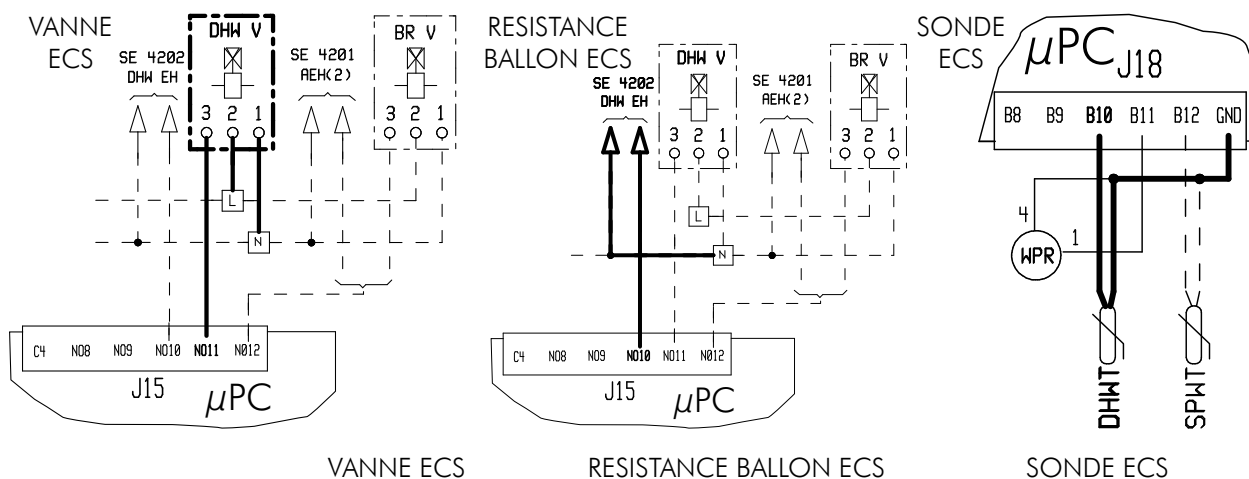 VANNE
ECS
SE 4202
DHW EH
DHW V
3 2 1
SE 4201
AEH(2)
BR V
3 2 1
L
N
C4 NO8 NO9 NO10 NO11 NO12
J15
µPC
RESISTANCE
BALLON ECS
SE 4202
DHW EH
DHW V
3 2 1
SE 4201
AEH(2)
BR V
3 2 1
L
N
C4 NO8 NO9 NO10 NO11 NO12
J15
µPC
SONDE
ECS
µPC J18
B8 B9 B10 B11 B12 GND
4
1
WPR
DHWT
SPWT
VANNE ECS
RESISTANCE BALLON ECS
SONDE ECS